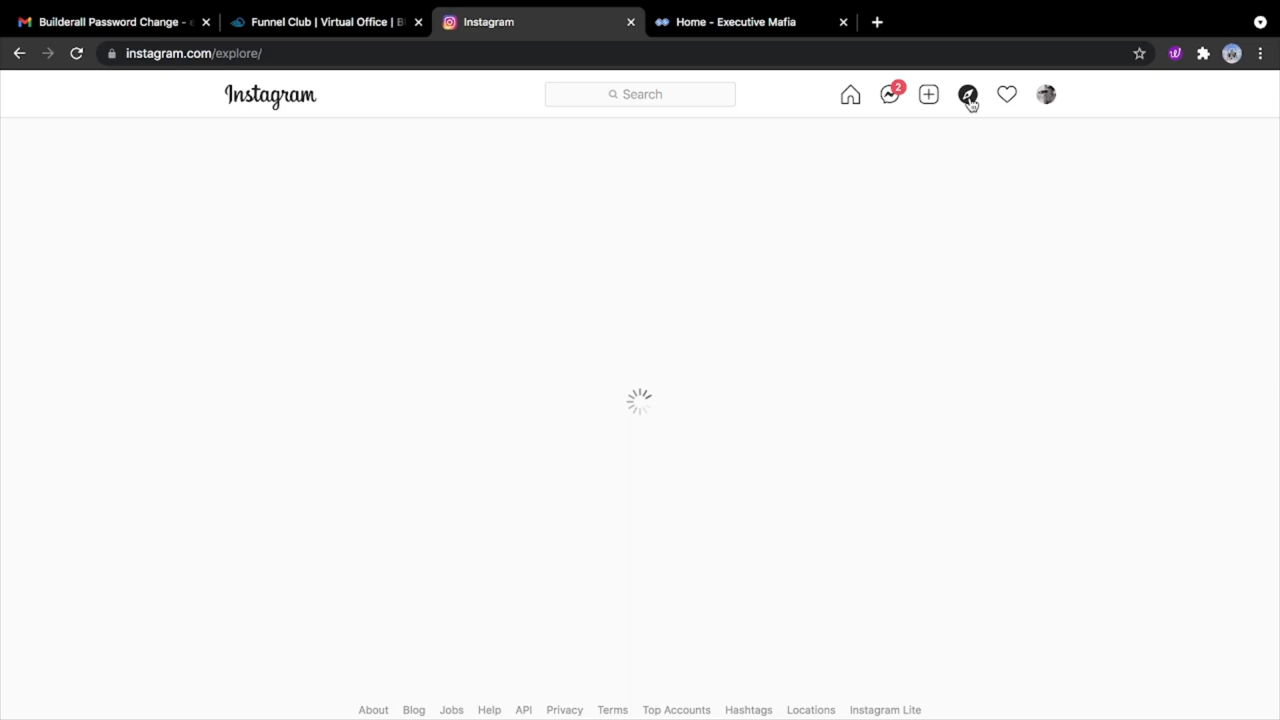 Builderall Password Change -
Funnel Club | Virtual Office | B
Instagram
Home - Executive Mafia
instagram.com/explore/
Instagram
Search
2
About Blog Jobs Help API Privacy Terms Top Accounts Hashtags Locations Instagram Lite